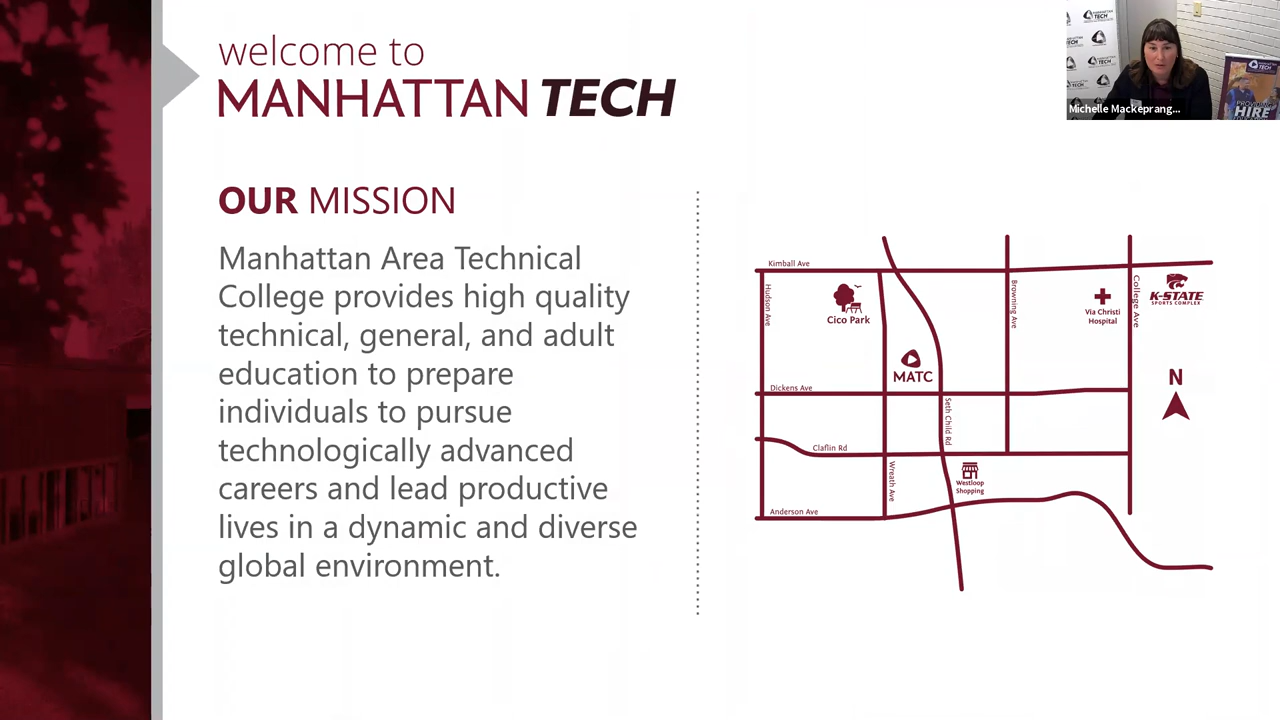 welcome to
MANHATTAN TECH
OUR MISSION
Manhattan Area Technical
College provides high quality
technical, general, and adult
education to prepare
individuals to pursue
technologically advanced
careers and lead productive
lives in a dynamic and diverse
global environment.
Michelle Mackeprang...
MANHATTAN
TECH
PROVIDING
HIRE
Kimball Ave
Hudson Ave
Cico Park
Browning Ave
Via Christi
Hospital
College Ave
K-STATE
SPORTS COMPLEX
MATC
N
Dickens Ave
Seth Child Rd
Claflin Rd
Wreath Ave
Westloop
Shopping
Anderson Ave